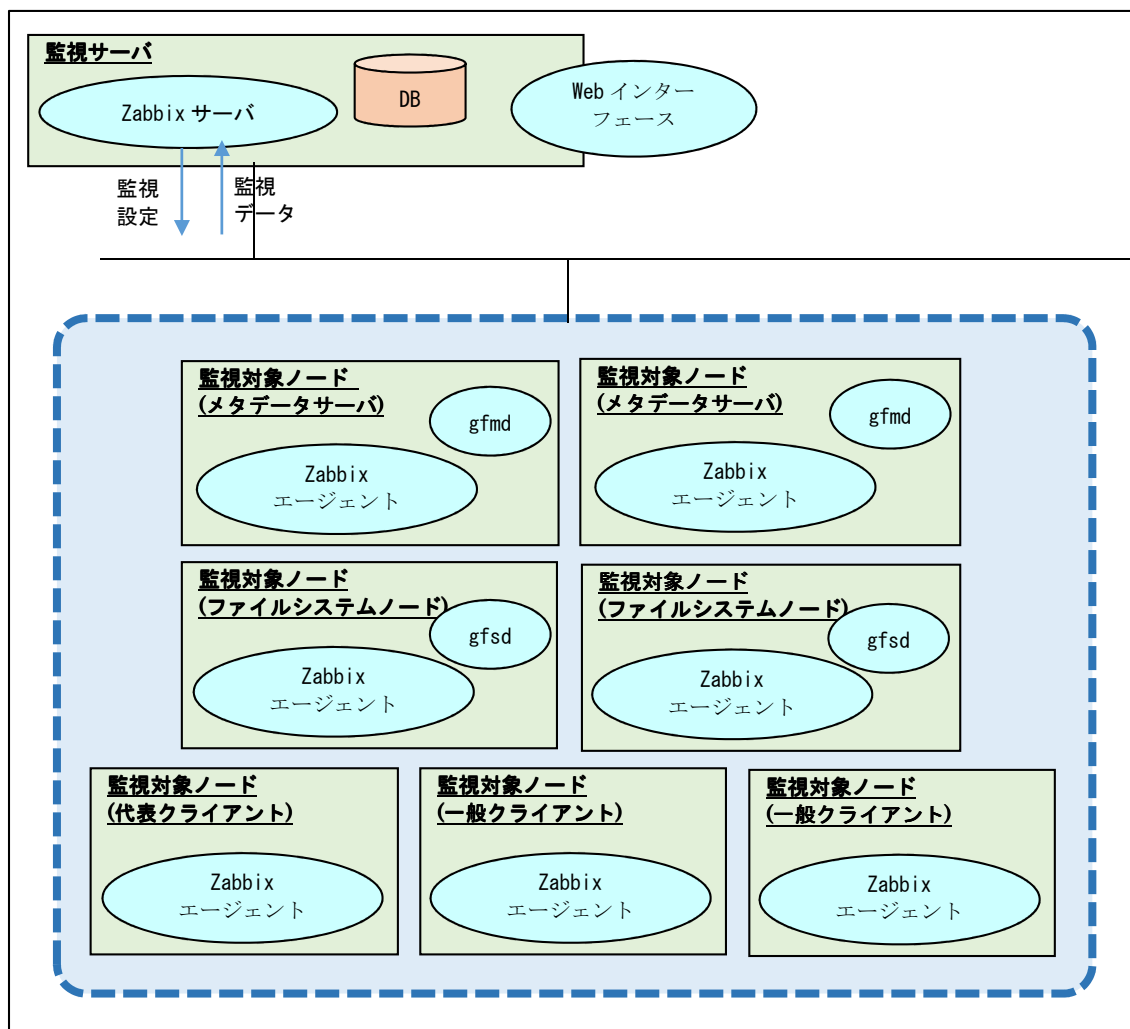 監視サーバ
Zabbix サーバ
DB
Web インター
フェース
監視
設定
監視
データ
監視対象ノード
(メタデータサーバ)
gfmd
Zabbix
エージェント
監視対象ノード
(メタデータサーバ)
gfmd
Zabbix
エージェント
監視対象ノード
(ファイルシステムノード)
gfsd
Zabbix
エージェント
監視対象ノード
(ファイルシステムノード)
gfsd
Zabbix
エージェント
監視対象ノード
(代表クライアント)
Zabbix
エージェント
監視対象ノード
(一般クライアント)
Zabbix
エージェント
監視対象ノード
(一般クライアント)
Zabbix
エージェント